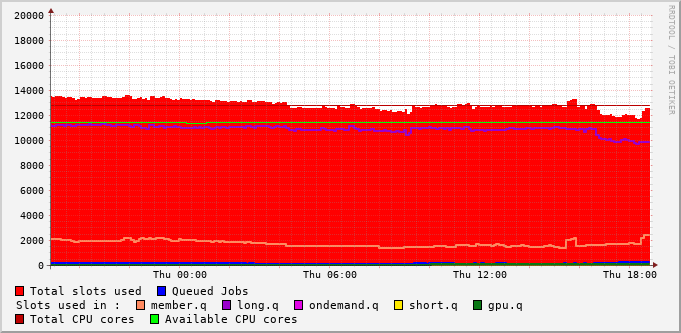 RRDTOOL / TOBI OETIKER
20000
18000
16000
14000
12000
10000
8000
6000
4000
2000
0
Thu 00:00 Thu 06:00 Thu 12:00 Thu 18:00
Total slots used Queued Jobs
Slots used in : member.q long.q ondemand.q short.q gpu.q
Total CPU cores Available CPU cores